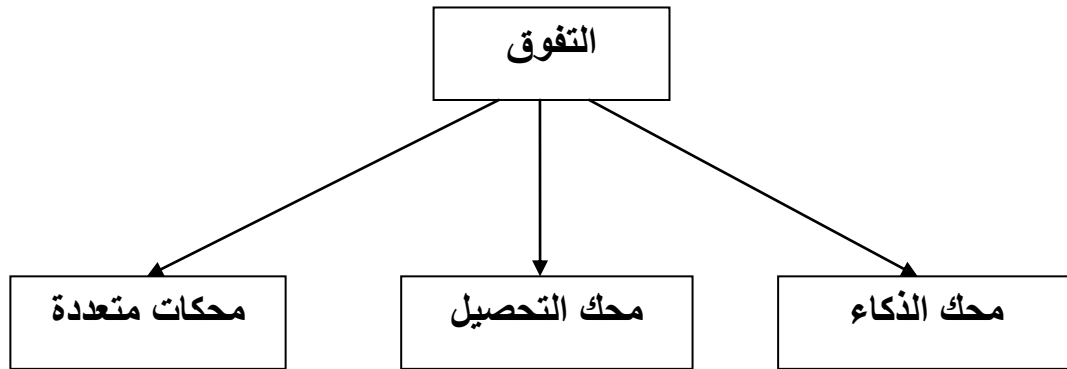 التفوق
محك الذكاء
محك التحصيل
محكات متعددة